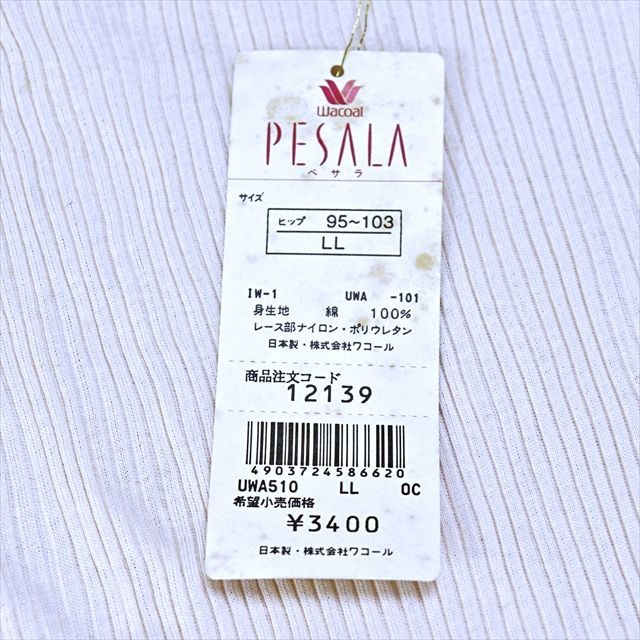 Wacoal
PESALA
ペサラ
サイズ
ヒップ 95~103
LL
IW-1 UWA -101
身生地 綿 100%
レース部ナイロン・ポリウレタン
日本製・株式会社ワコール
商品注文コード
12139
4903724586620
UWA510 LL OC
希望小売価格
¥3400
日本製・株式会社ワコール